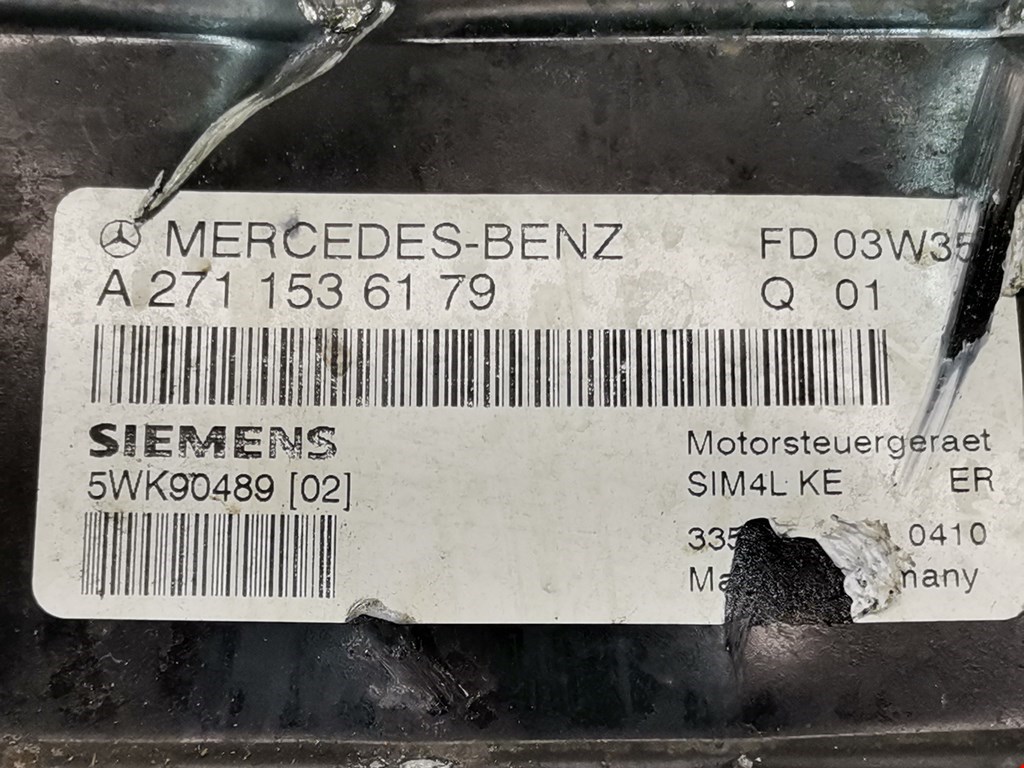 MERCEDES-BENZ FD 03W35
A 271 153 61 79 Q 01
SIEMENS Motorsteuergeraet
5WK90489 [02] SIM4L KE ER
0410